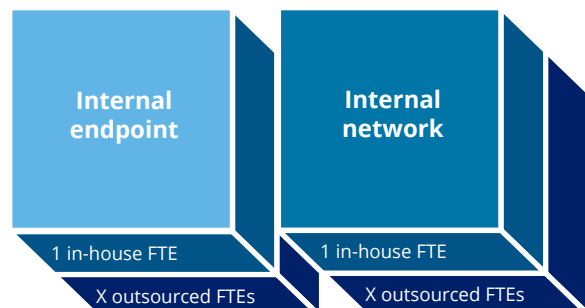 Internal
endpoint
1 in-house FTE
X outsourced FTEs
Internal
network
1 in-house FTE
X outsourced FTEs